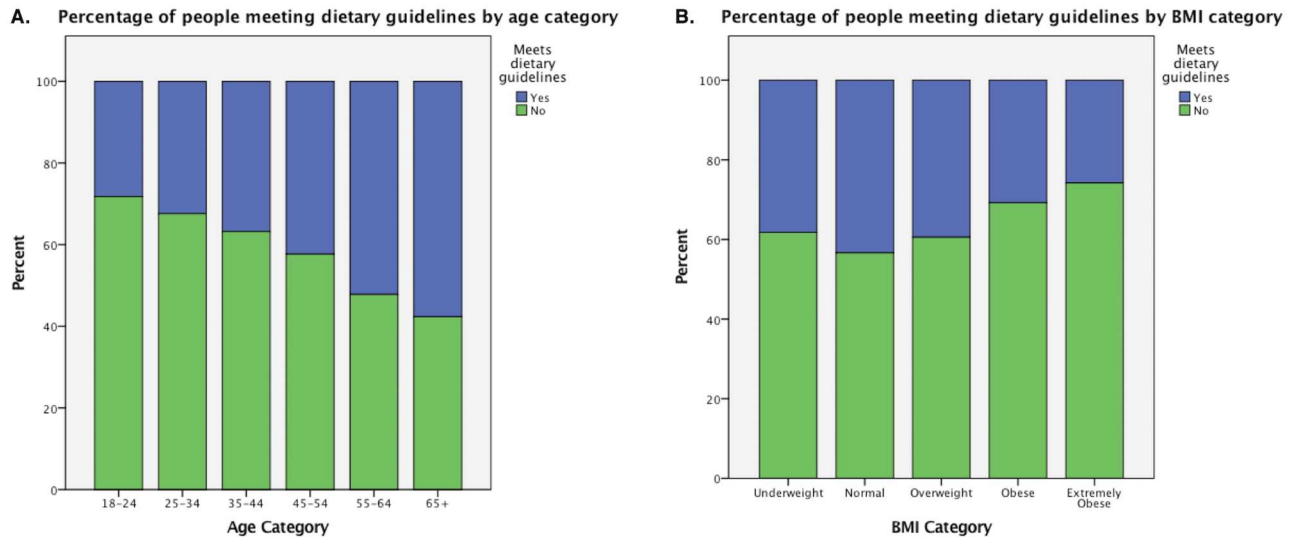 A. Percentage of people meeting dietary guidelines by age category
Meets
dietary
guidelines
Yes
No
Percent
100
80
60
40
20
0
18-24 25-34 35-44 45-54 55-64 65+
Age Category
B. Percentage of people meeting dietary guidelines by BMI category
Meets
dietary
guidelines
Yes
No
Percent
100
80
60
40
20
0
Underweight Normal Overweight Obese Extremely
Obese
BMI Category